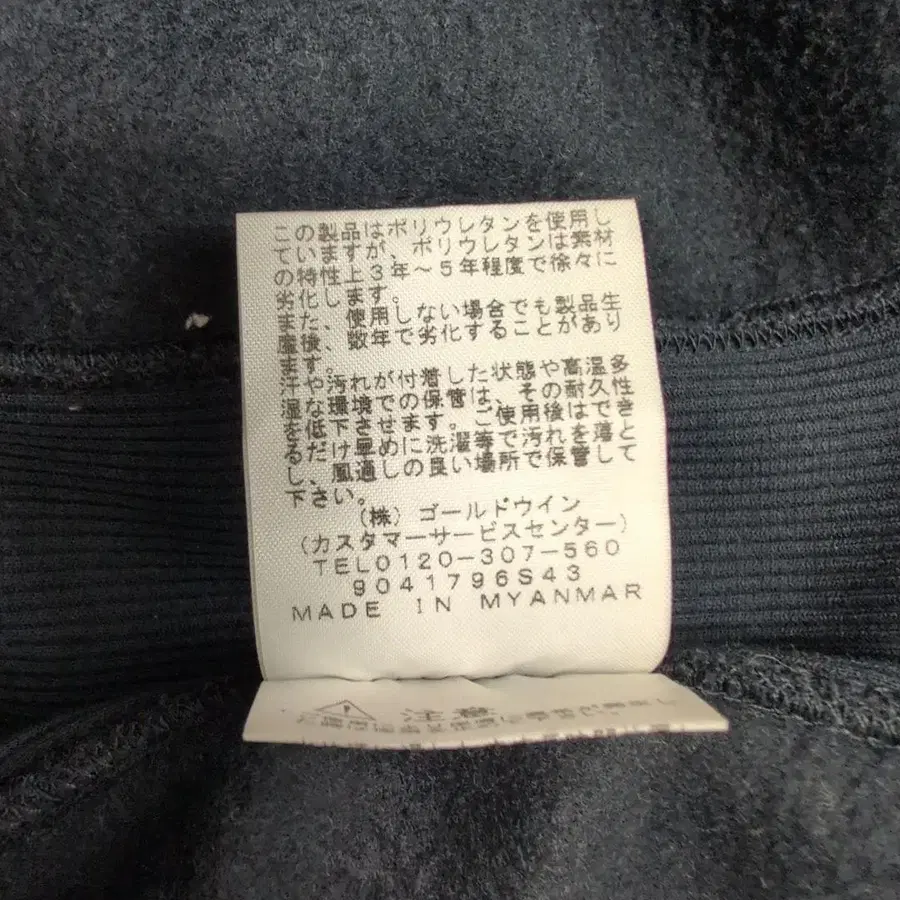 この製品はポリウレタンを使用し
ていますが、ポリウレタンは素材
の特性上3年～5年程度で徐々に
劣化します。
また、使用しない場合でも製品生
産後、数年で劣化することがあり
ます。
汗や汚れが付着した状態や高温多
湿な環境での保管は、その耐久性
を低下させます。ご使用後はでき
るだけ早めに洗濯等で汚れを落と
し、風通しの良い場所で保管して
下さい。
(株) ゴールドウイン
(カスタマーサービスセンター)
TEL0120-307-560
9041796S43
MADE IN MYANMAR
注意